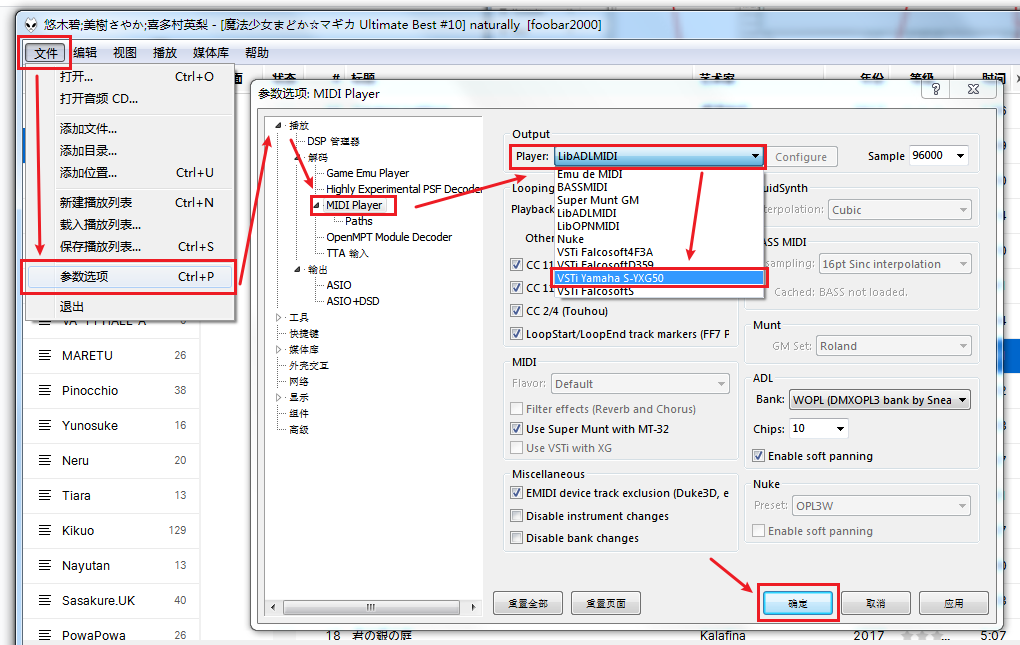 悠木碧;美樹さやか;喜多村英梨 - [魔法少女まどか☆マギカ Ultimate Best #10] naturally [foobar2000]
文件 编辑 视图 播放 媒体库 帮助
打开... Ctrl+O
打开音频 CD...
添加文件...
添加目录...
添加位置... Ctrl+U
新建播放列表 Ctrl+N
载入播放列表...
保存播放列表... Ctrl+S
参数选项 Ctrl+P
退出
VA-11 HALL-A
MARETU 26
Pinocchio 38
Yunosuke 16
Neru 20
Tiara 13
Kikuo 129
Nayutan 13
Sasakure.UK 40
PowaPowa 26
面 状态 # 标题 艺术家 年份 等级 时间
参数选项: MIDI Player
播放
DSP 管理器
解码
Game Emu Player
Highly Experimental PSF Decoder
MIDI Player
Paths
OpenMPT Module Decoder
TTA 输入
输出
ASIO
ASIO+DSD
工具
快捷键
媒体库
外壳交互
网络
显示
组件
高级
Output
Player: LibADLMIDI Configure Sample 96000
Emu de MIDI
BASSMIDI
Super Munt GM
LibADLMIDI
LibOPNMIDI
Nuke
VSTi Falcosoft4F3A
VSTi FalcosoftD359
VSTi Yamaha S-YXG50
VSTi FalcosoftS
Looping
Playback
Other
CC 11
CC 11
CC 2/4 (Touhou)
LoopStart/LoopEnd track markers (FF7 P
MIDI
Flavor: Default
Filter effects (Reverb and Chorus)
Use Super Munt with MT-32
Use VSTi with XG
Miscellaneous
EMIDI device track exclusion (Duke3D, e
Disable instrument changes
Disable bank changes
uidSynth
terpolation: Cubic
ASS MIDI
sampling: 16pt Sinc interpolation
Cached: BASS not loaded.
Munt
GM Set: Roland
ADL
Bank: WOPL (DMXOPL3 bank by Snea
Chips: 10
Enable soft panning
Nuke
Preset: OPL3W
Enable soft panning
重置全部 重置页面 确定 取消 应用
18 君の銀の庭 Kalafina 2017 ★★★... 5:07